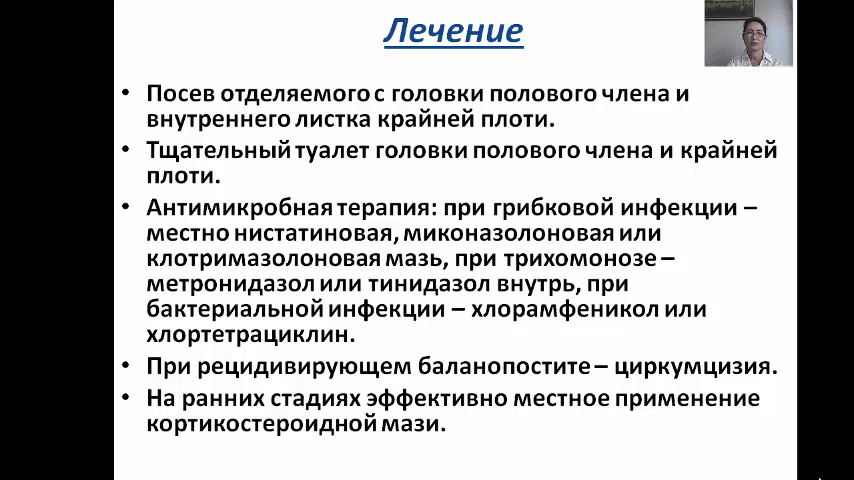 Лечение
• Посев отделяемого с головки полового члена и
внутреннего листка крайней плоти.
• Тщательный туалет головки полового члена и крайней
плоти.
• Антимикробная терапия: при грибковой инфекции –
местно нистатиновая, миконазолоновая или
клотримазолоновая мазь, при трихомонозе –
метронидазол или тинидазол внутрь, при
бактериальной инфекции – хлорамфеникол или
хлортетрациклин.
• При рецидивирующем баланопостите – циркумцизия.
• На ранних стадиях эффективно местное применение
кортикостероидной мази.